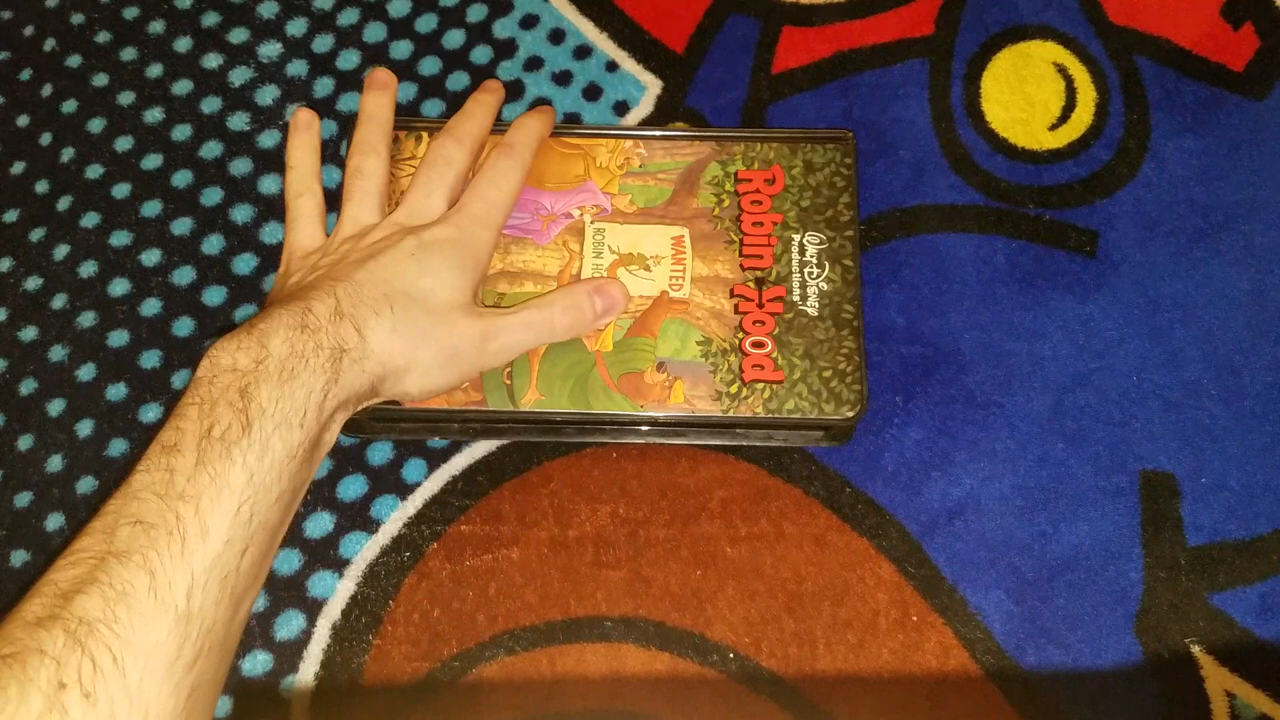 Walt Disney
Productions'
Robin Hood
WANTED
ROBIN HO